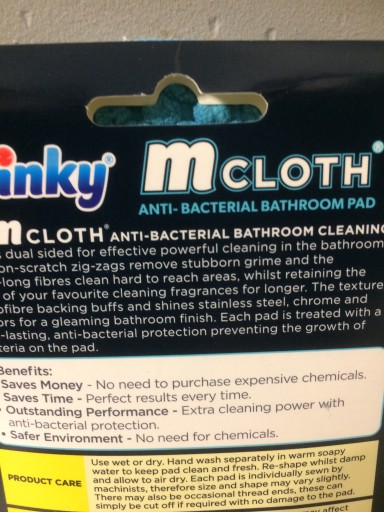 inky®
mCLOTH®
ANTI-BACTERIAL BATHROOM PAD
mCLOTH® ANTI-BACTERIAL BATHROOM CLEANING
dual sided for effective powerful cleaning in the bathroom
on-scratch zig-zags remove stubborn grime and the
-long fibres clean hard to reach areas, whilst retaining the
of your favourite cleaning fragrances for longer. The texture
ofibre backing buffs and shines stainless steel, chrome and
ors for a gleaming bathroom finish. Each pad is treated with a
-lasting, anti-bacterial protection preventing the growth of
teria on the pad.
Benefits:
Saves Money - No need to purchase expensive chemicals.
Saves Time - Perfect results every time.
• Outstanding Performance - Extra cleaning power with
anti-bacterial protection.
• Safer Environment - No need for chemicals.
PRODUCT CARE
Use wet or dry. Hand wash separately in warm soapy
water to keep pad clean and fresh. Re-shape whilst damp
and allow to air dry. Each pad is individually sewn by
machinists, therefore size and shape may vary slightly.
There may also be occasional thread ends, these can
simply be cut off if required with no damage to the pad.
may affect